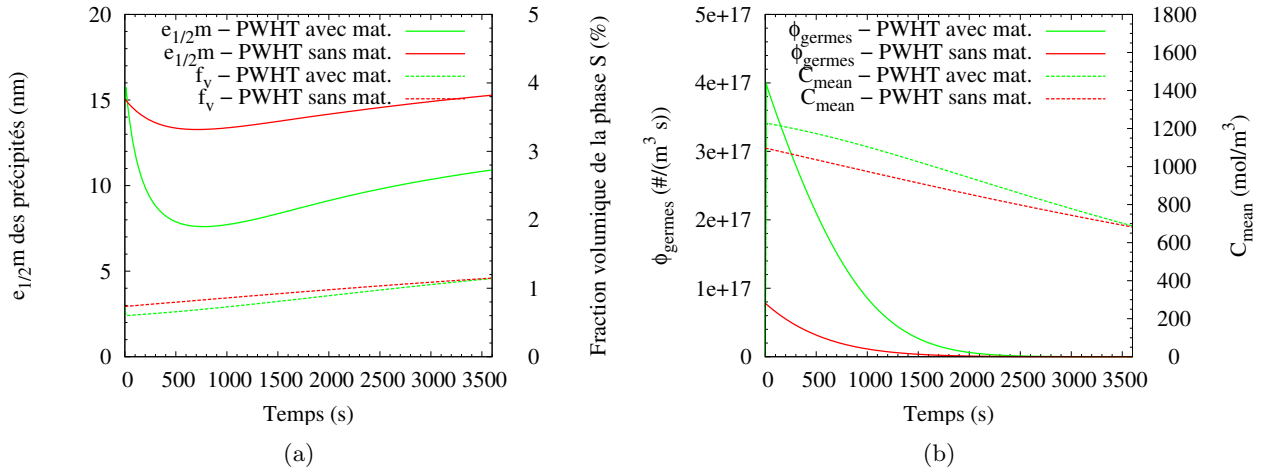 e1/2m des précipités (nm)
20
15
10
5
0
e1/2m – PWHT avec mat.
e1/2m – PWHT sans mat.
fv – PWHT avec mat.
fv – PWHT sans mat.
5
4
3
2
1
0
Fraction volumique de la phase S (%)
0 500 1000 1500 2000 2500 3000 3500
Temps (s)
(a)
ϕgermes (#/(m³ s))
5e+17
4e+17
3e+17
2e+17
1e+17
0
ϕgermes – PWHT avec mat.
ϕgermes – PWHT sans mat.
Cmean – PWHT avec mat.
Cmean – PWHT sans mat.
1800
1600
1400
1200
1000
800
600
400
200
0
Cmean (mol/m³)
0 500 1000 1500 2000 2500 3000 3500
Temps (s)
(b)